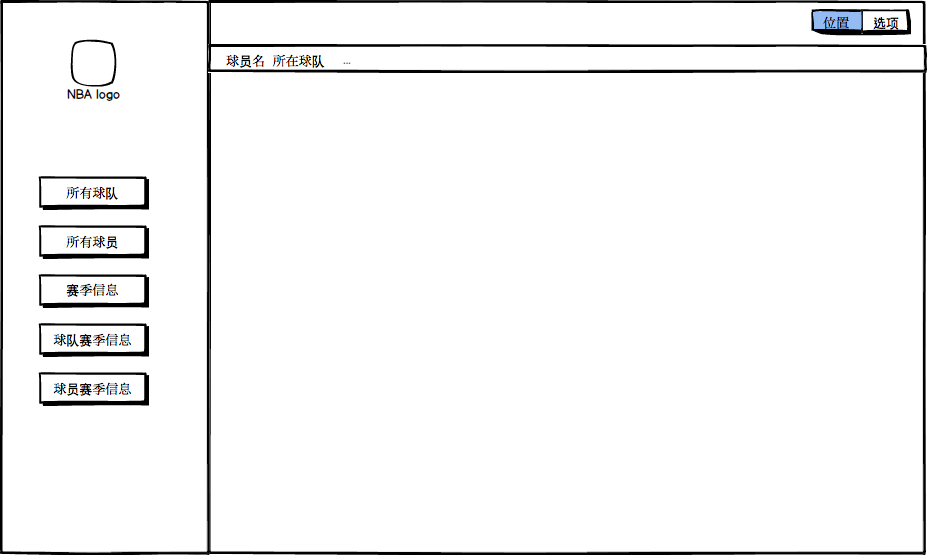 位置 选项
NBA logo
球员名 所在球队 ...
所有球队
所有球员
赛季信息
球队赛季信息
球员赛季信息